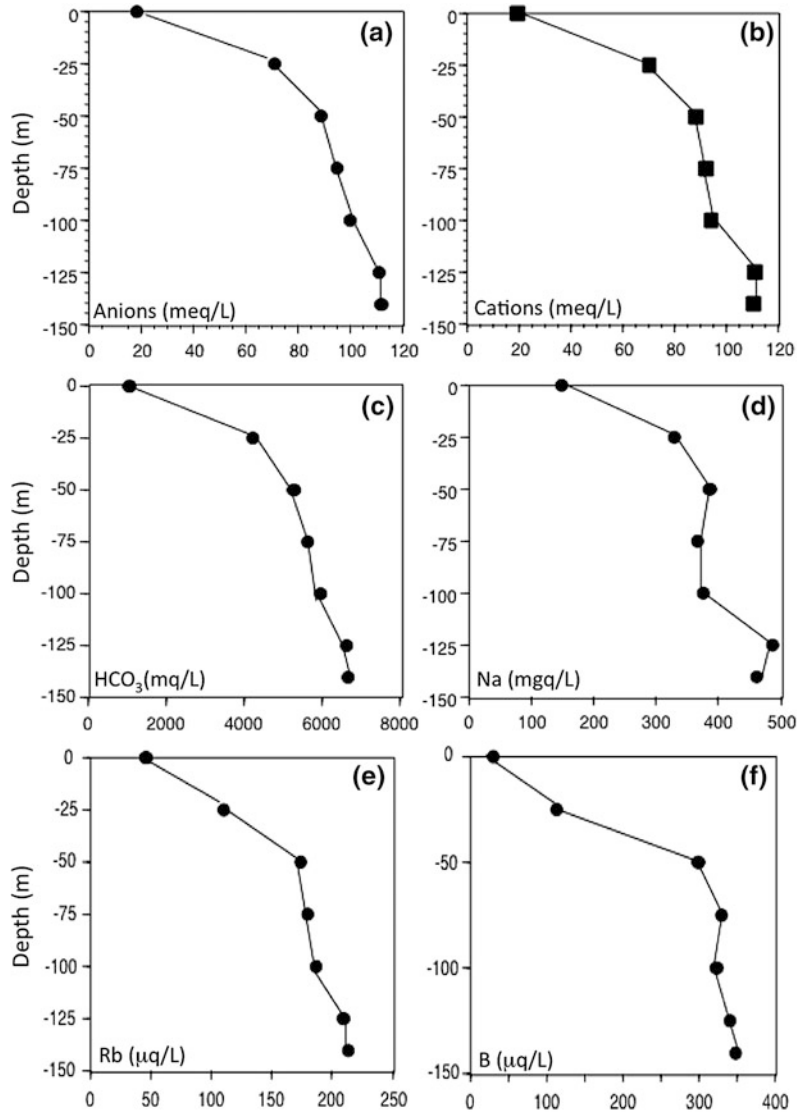 (a)
Depth (m)
0
-25
-50
-75
-100
-125
-150
Anions (meq/L)
0 20 40 60 80 100 120
(b)
0
-25
-50
-75
-100
-125
-150
Cations (meq/L)
0 20 40 60 80 100 120
(c)
Depth (m)
0
-25
-50
-75
-100
-125
-150
HCO₃(mq/L)
0 2000 4000 6000 8000
(d)
0
-25
-50
-75
-100
-125
-150
Na (mgq/L)
0 100 200 300 400 500
(e)
Depth (m)
0
-25
-50
-75
-100
-125
-150
Rb (μq/L)
0 50 100 150 200 250
(f)
0
-50
-100
-150
B (μq/L)
0 100 200 300 400